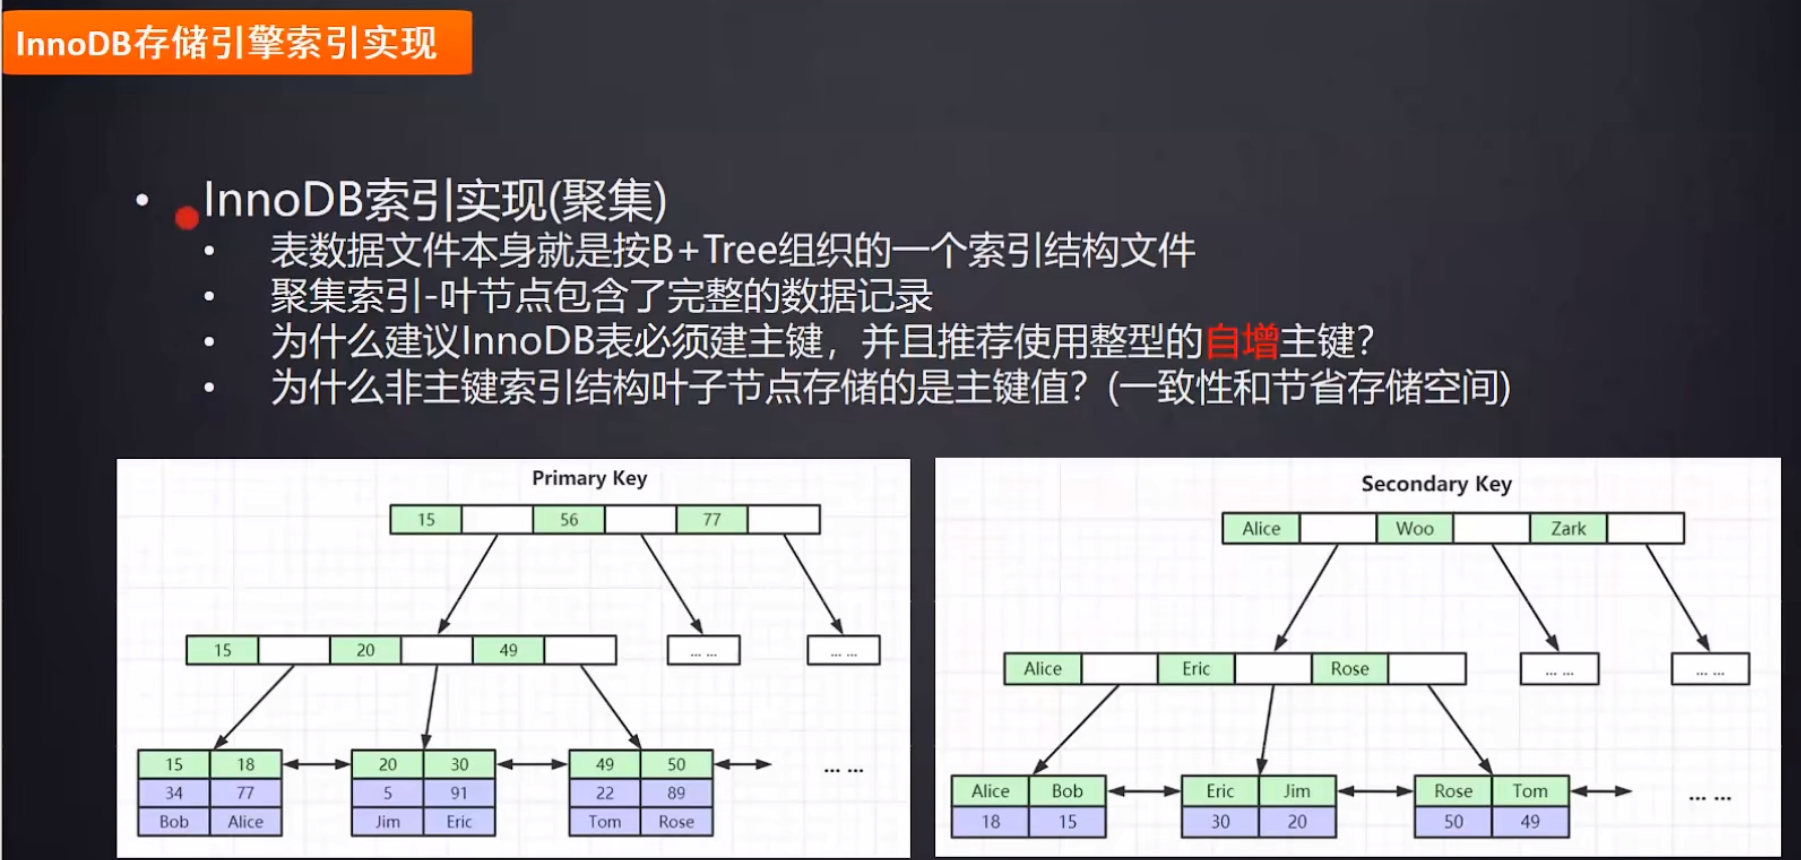 InnoDB存储引擎索引实现
• InnoDB索引实现(聚集)
• 表数据文件本身就是按B+Tree组织的一个索引结构文件
• 聚集索引-叶节点包含了完整的数据记录
• 为什么建议InnoDB表必须建主键，并且推荐使用整型的自增主键？
• 为什么非主键索引结构叶子节点存储的是主键值？(一致性和节省存储空间)
Primary Key
15 56 77
15 20 49 ... ... ... ...
15 18 20 30 49 50
34 77 5 91 22 89 ... ...
Bob Alice Jim Eric Tom Rose
Secondary Key
Alice Woo Zark
Alice Eric Rose ... ... ... ...
Alice Bob Eric Jim Rose Tom
18 15 30 20 50 49 ... ...